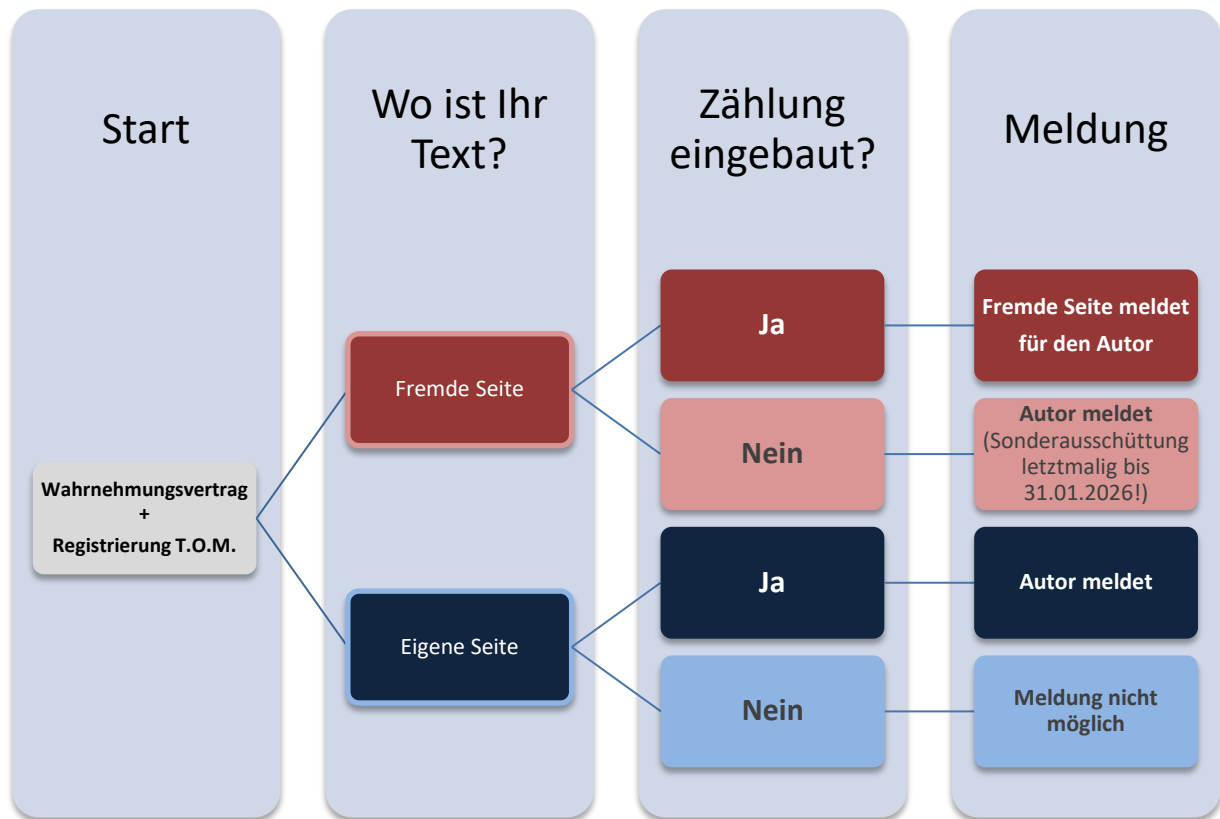 Start
Wo ist Ihr
Text?
Zählung
eingebaut?
Meldung
Wahrnehmungsvertrag
+
Registrierung T.O.M.
Fremde Seite
Ja
Fremde Seite meldet
für den Autor
Nein
Autor meldet
(Sonderausschüttung
letztmalig bis
31.01.2026!)
Eigene Seite
Ja
Autor meldet
Nein
Meldung nicht
möglich